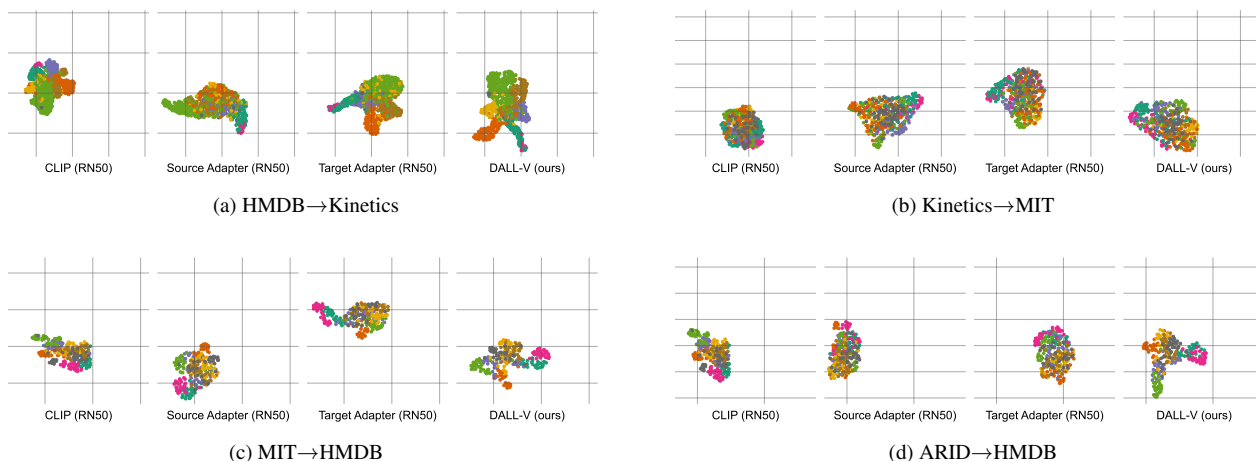 CLIP (RN50) Source Adapter (RN50) Target Adapter (RN50) DALL-V (ours)
(a) HMDB→Kinetics
CLIP (RN50) Source Adapter (RN50) Target Adapter (RN50) DALL-V (ours)
(b) Kinetics→MIT
CLIP (RN50) Source Adapter (RN50) Target Adapter (RN50) DALL-V (ours)
(c) MIT→HMDB
CLIP (RN50) Source Adapter (RN50) Target Adapter (RN50) DALL-V (ours)
(d) ARID→HMDB